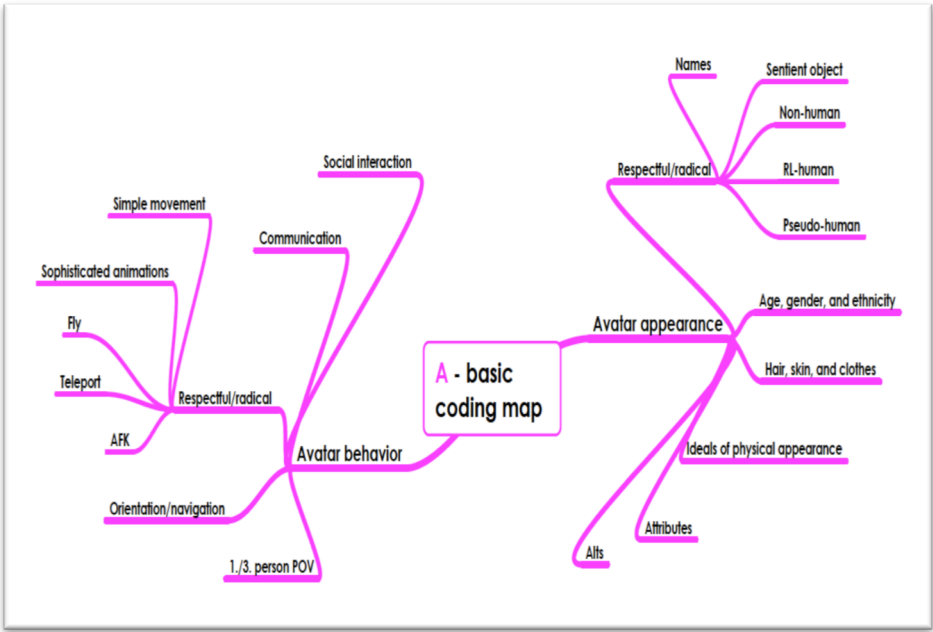 Names
Sentient object
Non-human
Social interaction
Respectful/radical
RL-human
Simple movement
Pseudo-human
Communication
Sophisticated animations
Age, gender, and ethnicity
Fly
Avatar appearance
A - basic
coding map
Hair, skin, and clothes
Teleport
Respectful/radical
AFK
Avatar behavior
Ideals of physical appearance
Orientation/navigation
Attributes
Alts
1./3. person POV